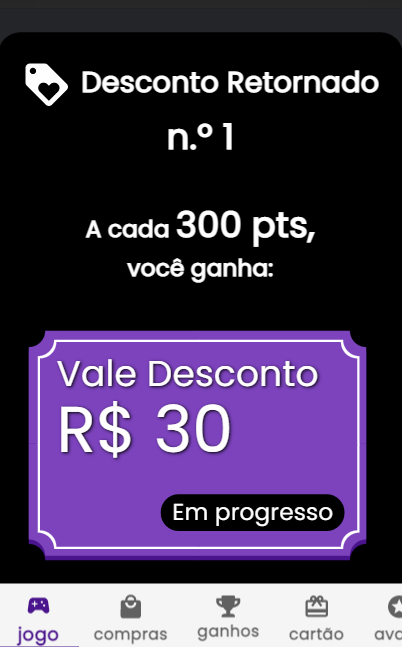 Desconto Retornado
n.º 1
A cada 300 pts,
você ganha:
Vale Desconto
R$ 30
Em progresso
jogo compras ganhos cartão